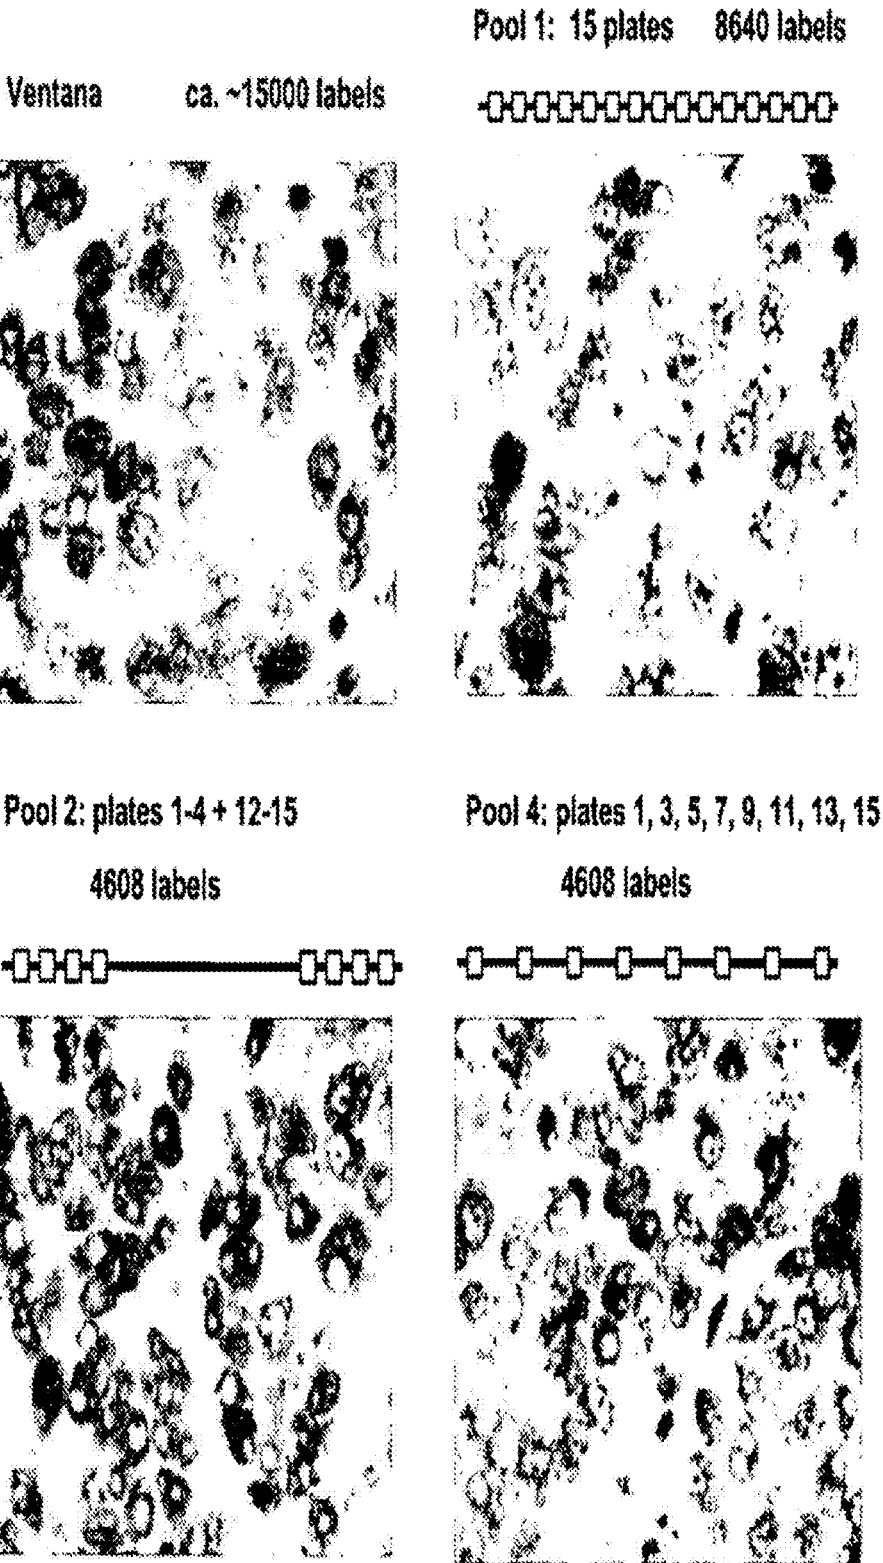 Pool 1: 15 plates 8640 labels
Ventana ca. ~15000 labels
Pool 2: plates 1-4 + 12-15
4608 labels
Pool 4: plates 1, 3, 5, 7, 9, 11, 13, 15
4608 labels